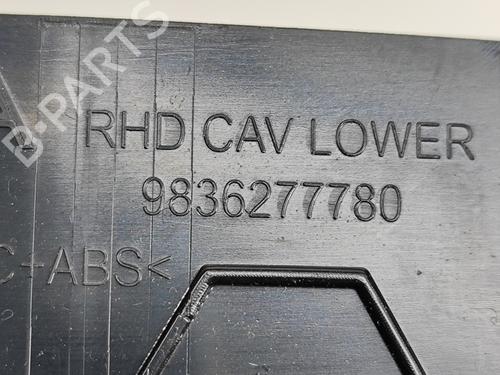 B-PARTS
RHD CAV LOWER
9836277780
C+ABS<